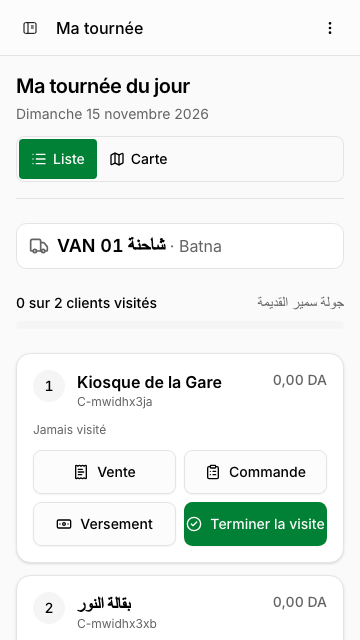 Ma tournée
Ma tournée du jour
Dimanche 15 novembre 2026
Liste
Carte
VAN 01 شاحنة · Batna
0 sur 2 clients visités
جولة سمير القديمة
1
Kiosque de la Gare
0,00 DA
C-mwidhx3ja
Jamais visité
Vente
Commande
Versement
Terminer la visite
2
بقالة النور
0,00 DA
C-mwidhx3xb